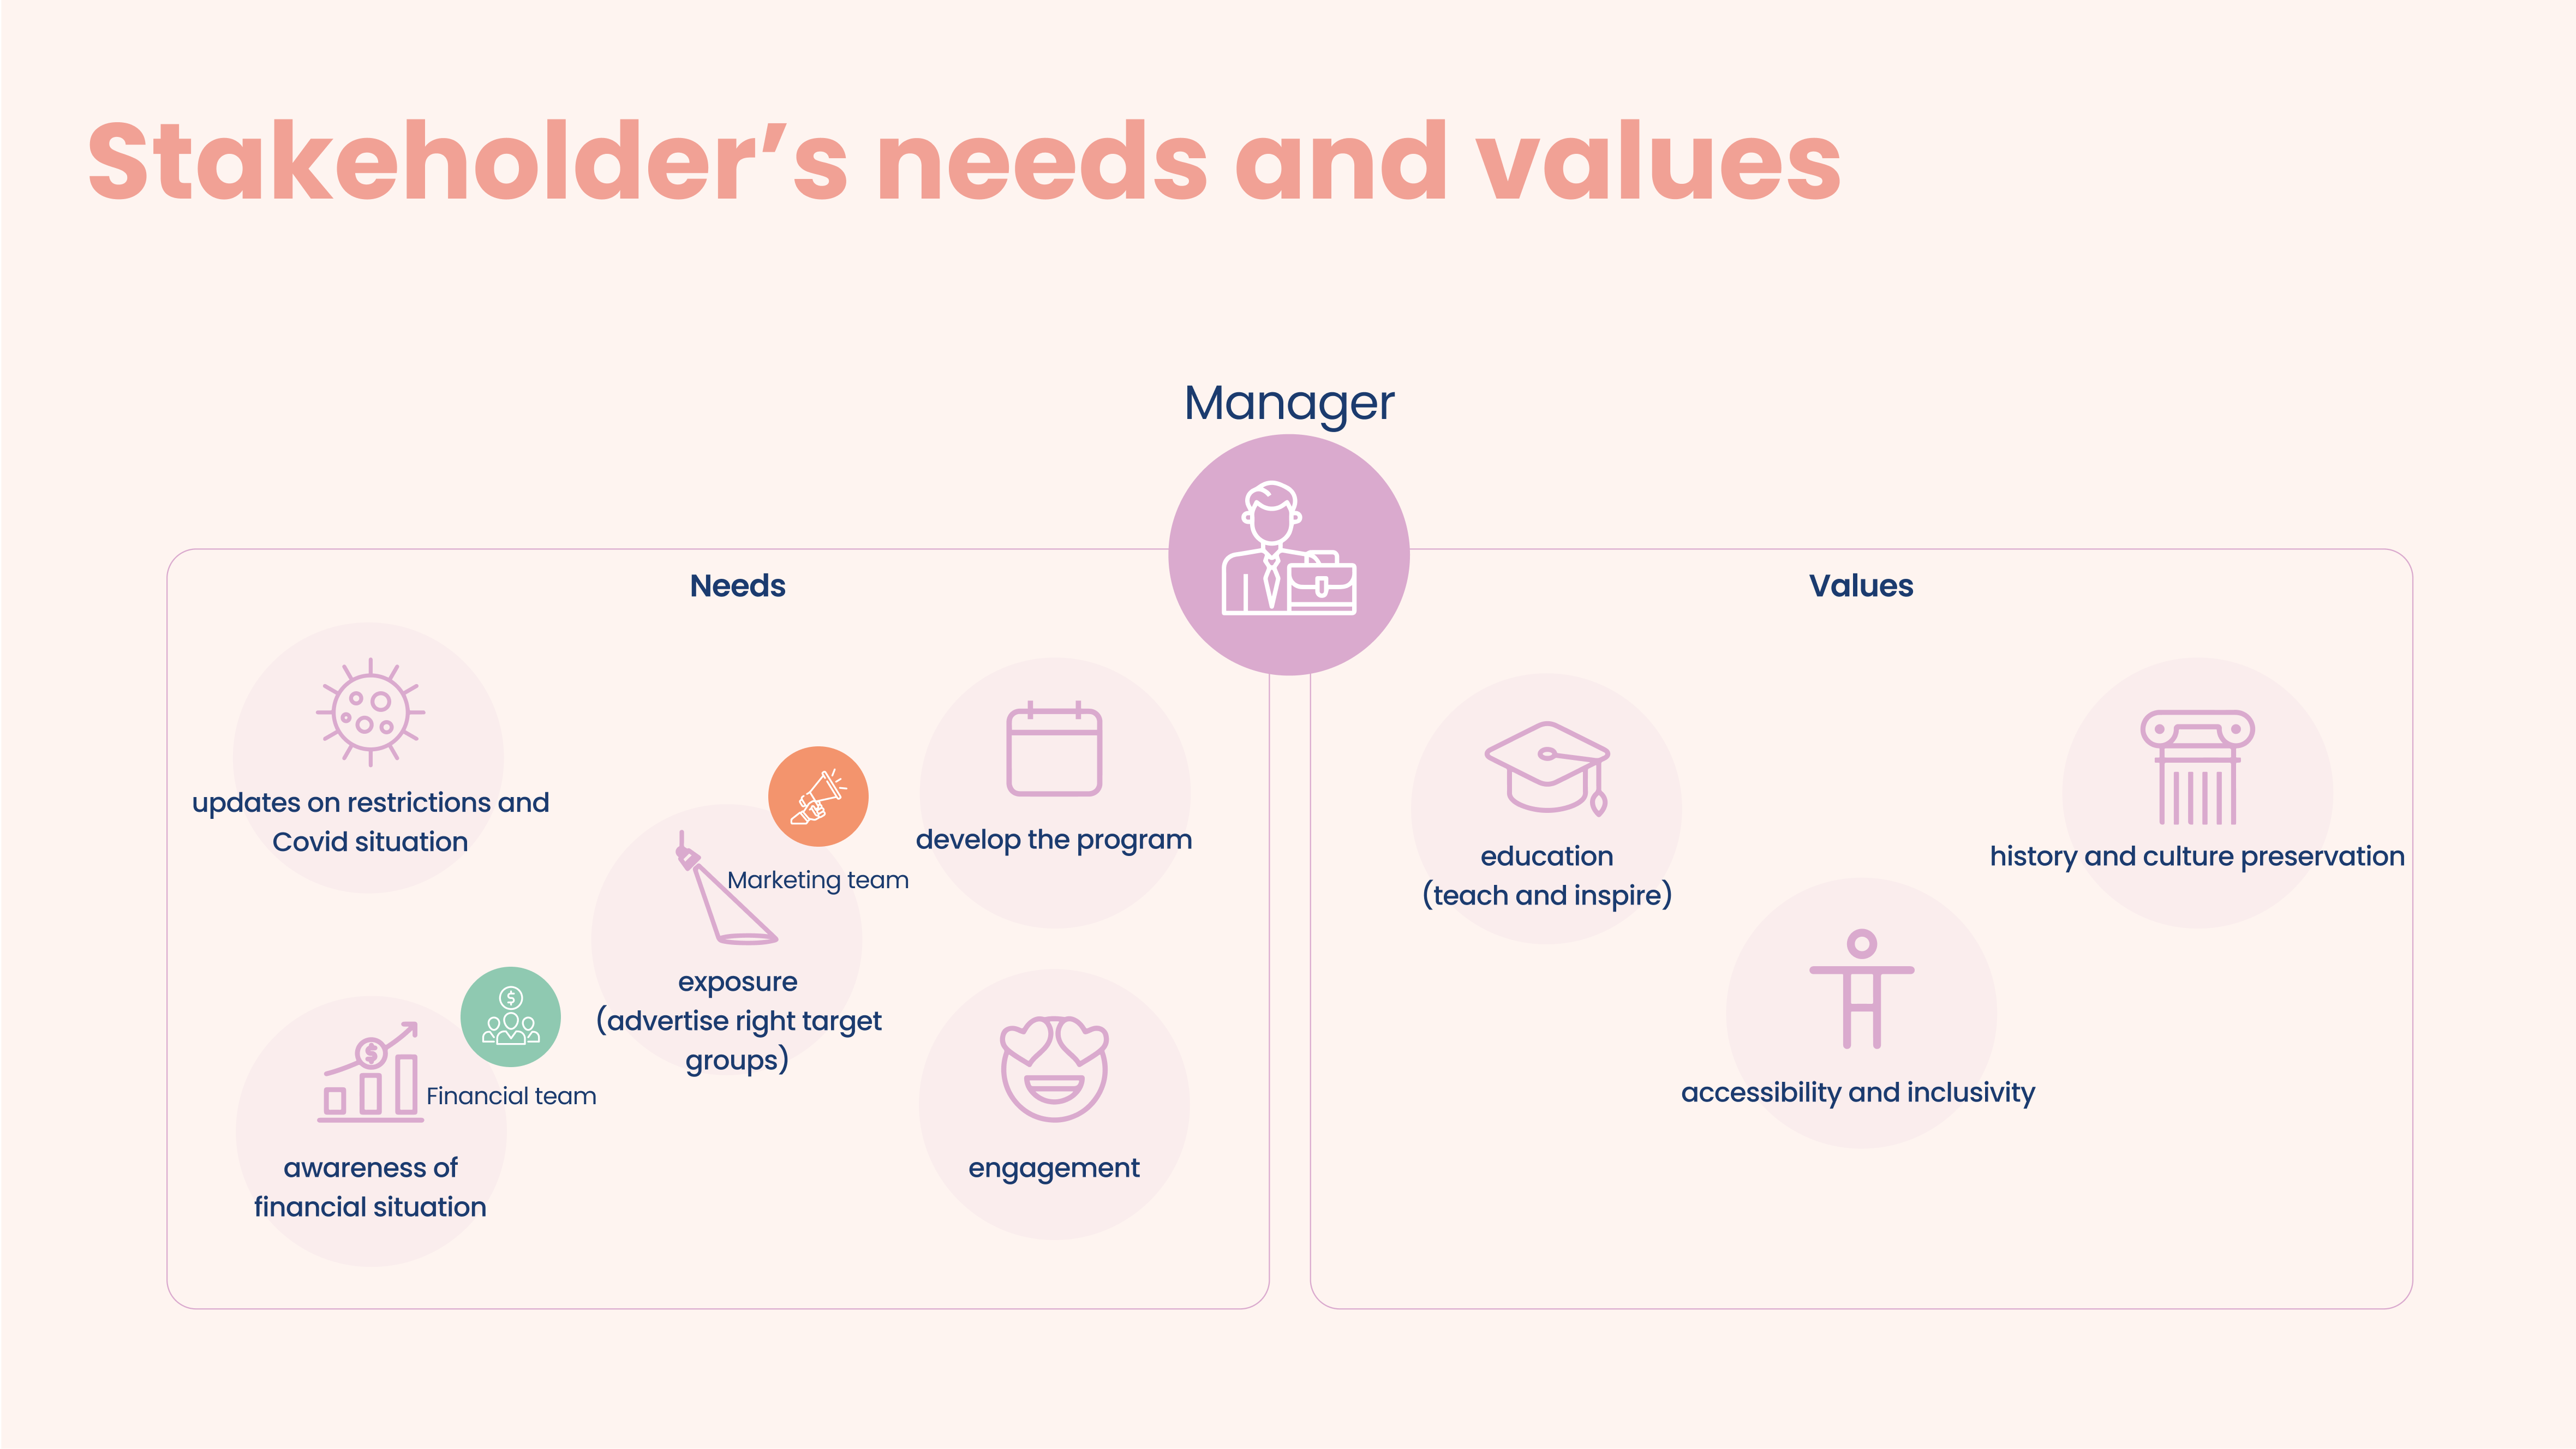 Stakeholder’s needs and values
Manager
Needs
updates on restrictions and
Covid situation
develop the program
Marketing team
exposure
(advertise right target
groups)
Financial team
awareness of
financial situation
engagement
Values
education
(teach and inspire)
history and culture preservation
accessibility and inclusivity